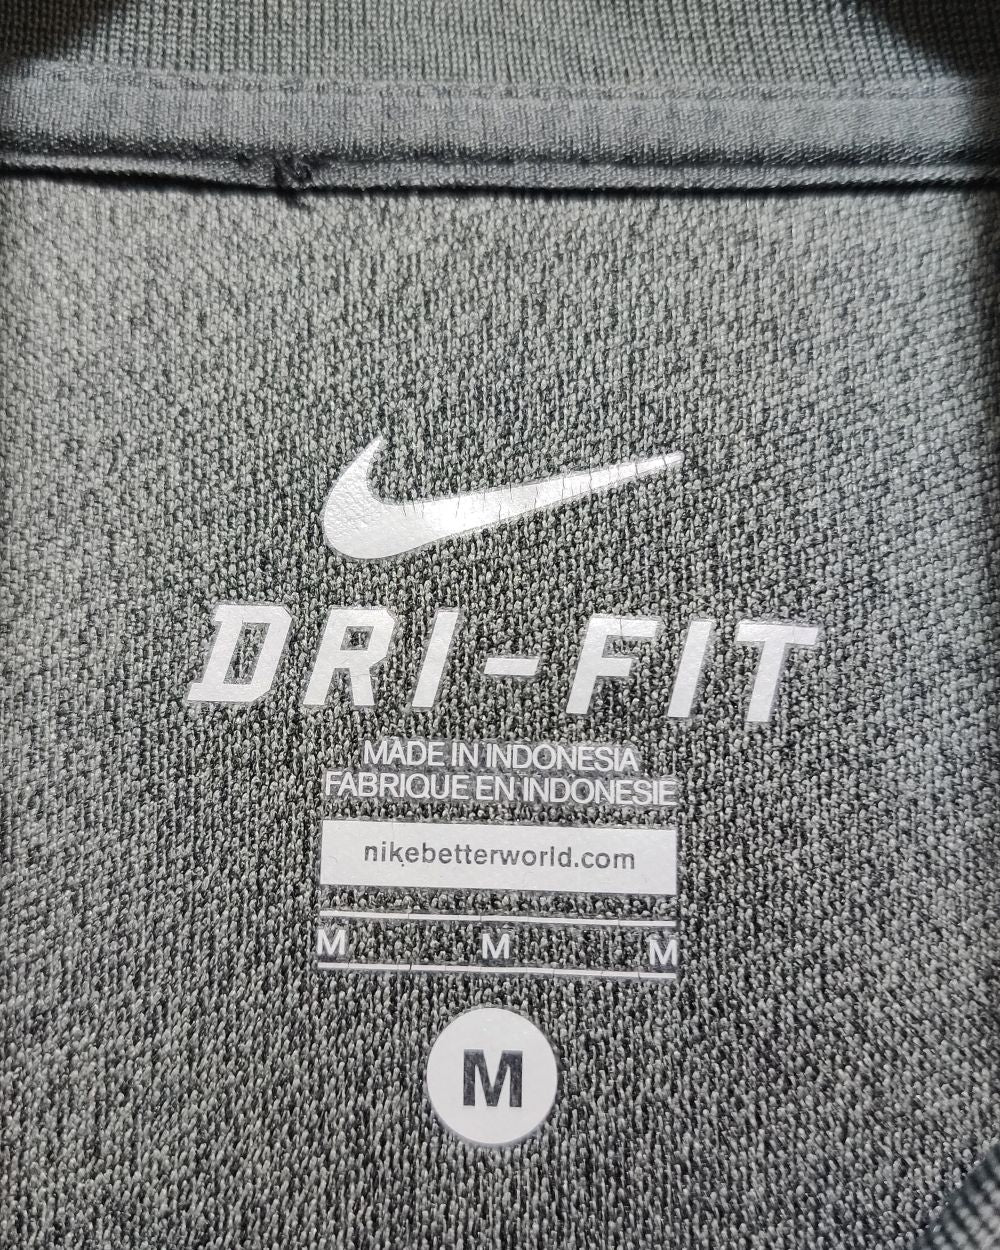 DRI-FIT
MADE IN INDONESIA
FABRIQUE EN INDONESIE
nikebetterworld.com
M M M
M